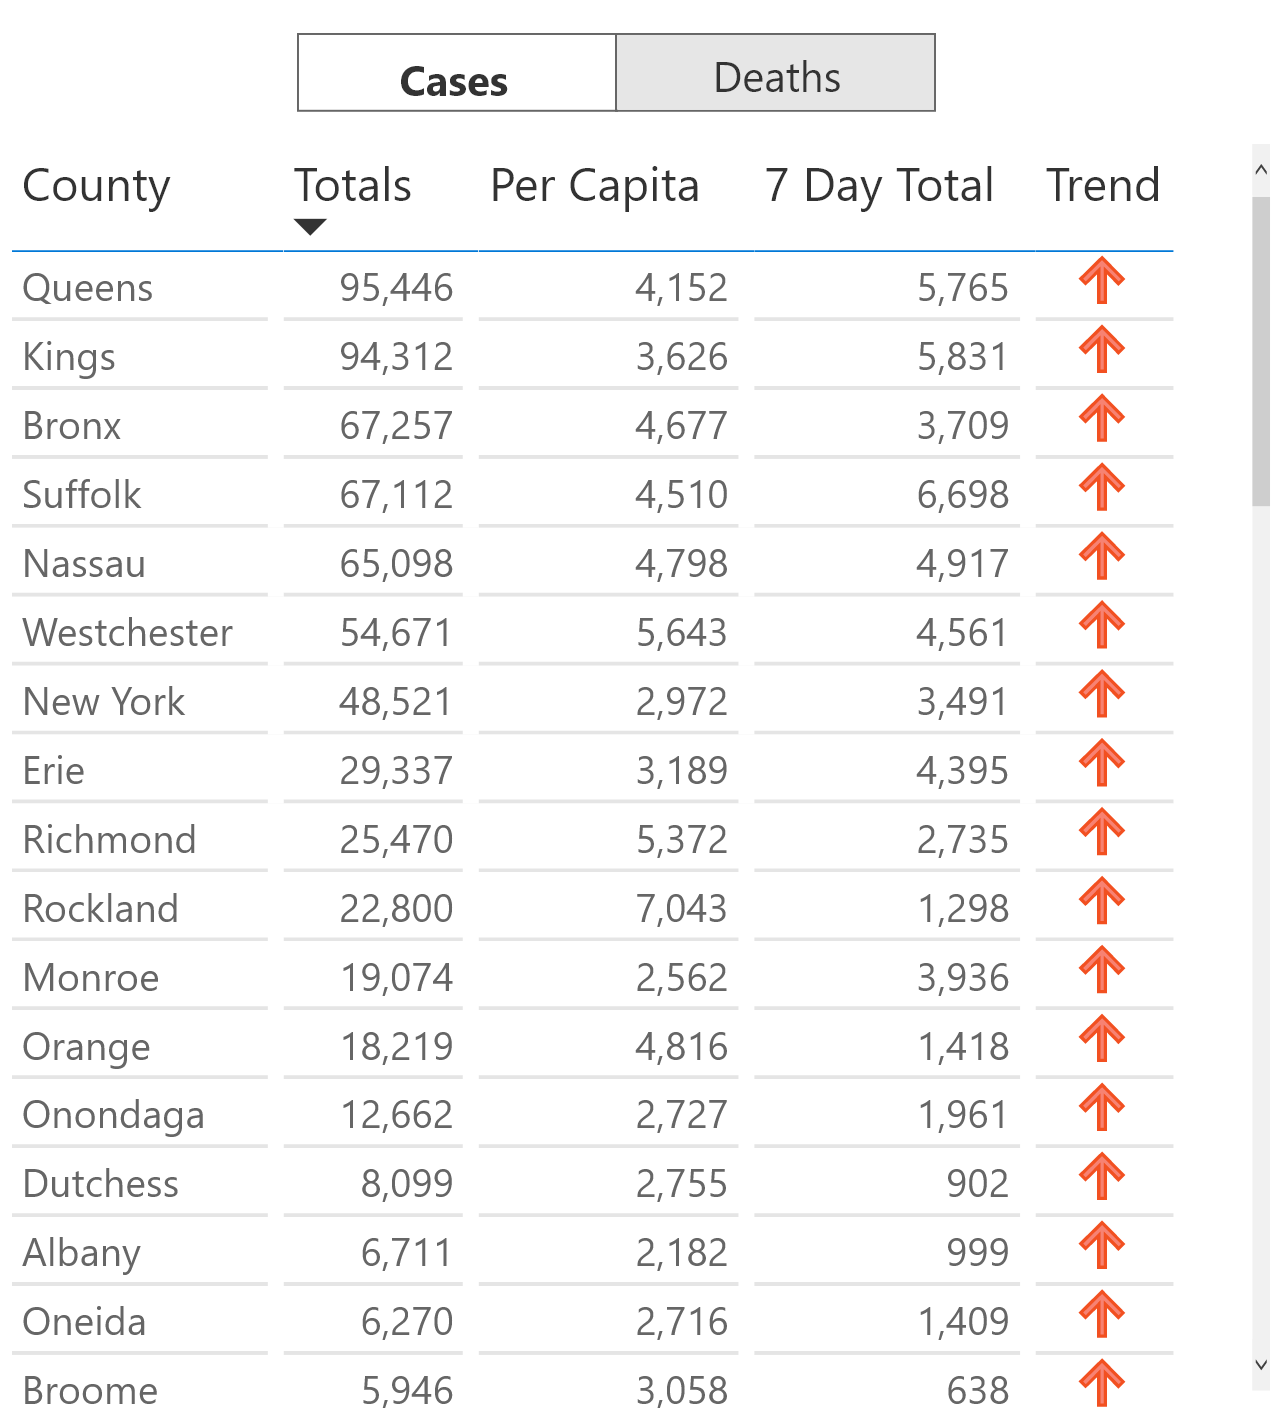 Cases Deaths
County Totals Per Capita 7 Day Total Trend
Queens 95,446 4,152 5,765
Kings 94,312 3,626 5,831
Bronx 67,257 4,677 3,709
Suffolk 67,112 4,510 6,698
Nassau 65,098 4,798 4,917
Westchester 54,671 5,643 4,561
New York 48,521 2,972 3,491
Erie 29,337 3,189 4,395
Richmond 25,470 5,372 2,735
Rockland 22,800 7,043 1,298
Monroe 19,074 2,562 3,936
Orange 18,219 4,816 1,418
Onondaga 12,662 2,727 1,961
Dutchess 8,099 2,755 902
Albany 6,711 2,182 999
Oneida 6,270 2,716 1,409
Broome 5,946 3,058 638